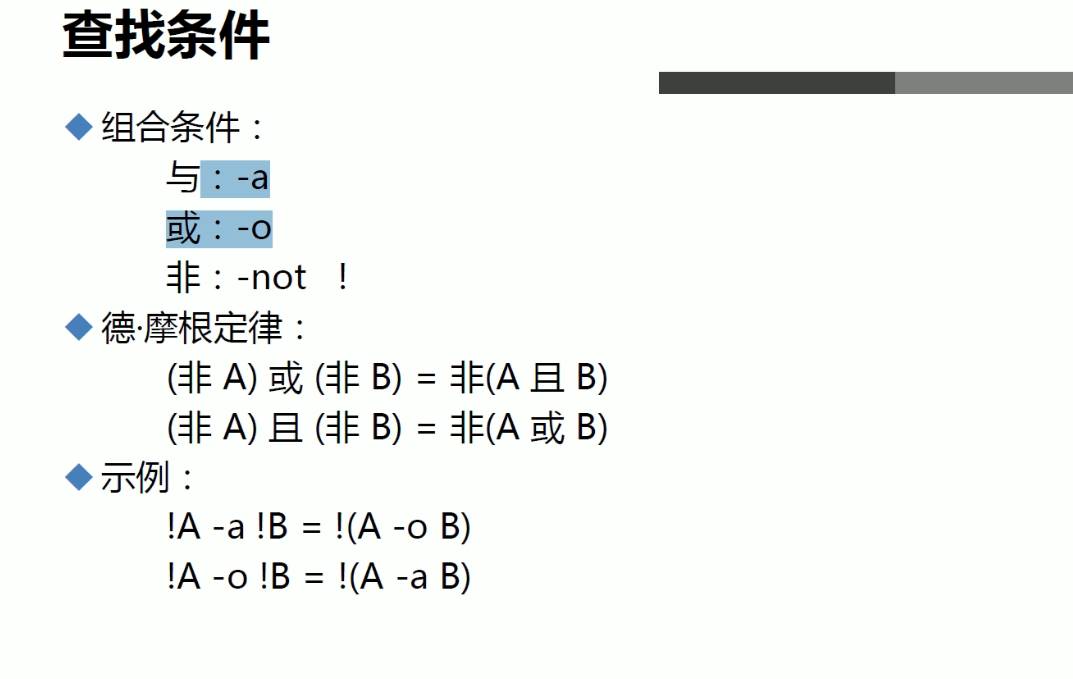 查找条件
组合条件：
与：-a
或：-o
非：-not !
德·摩根定律：
(非 A) 或 (非 B) = 非(A 且 B)
(非 A) 且 (非 B) = 非(A 或 B)
示例：
!A -a !B = !(A -o B)
!A -o !B = !(A -a B)